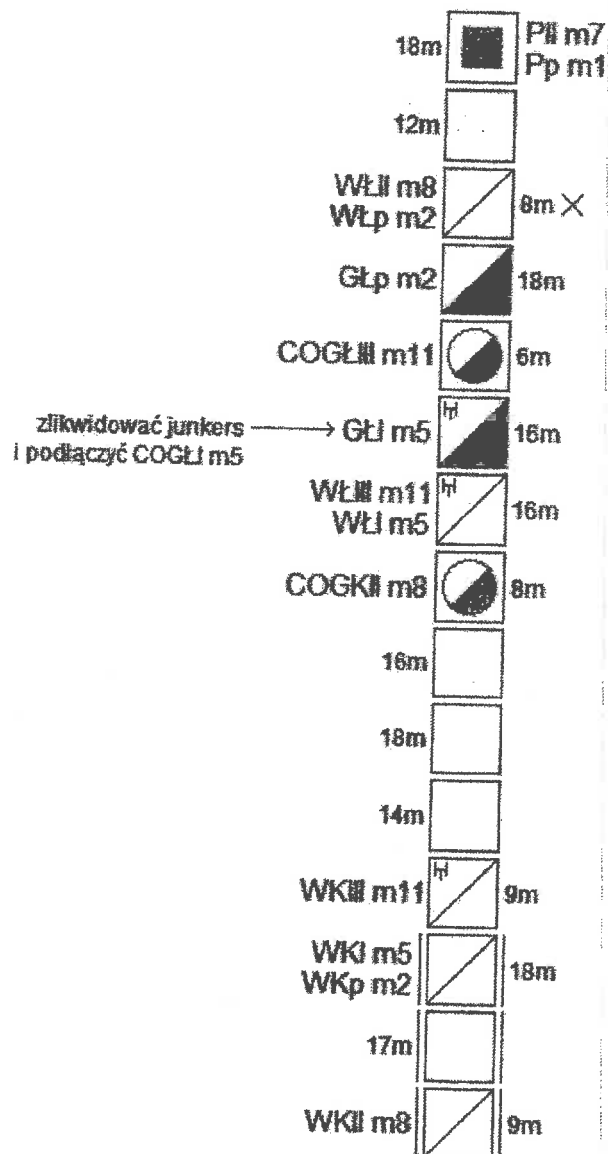 18m PII m7
Pp m1
12m
WŁII m8
WŁp m2 8m X
GŁp m2 18m
COGŁIII m11 6m
zlikwidować junkers
i podłączyć COGŁI m5
GŁI m5 16m
WŁIII m11
WŁI m5 16m
COGKII m8 8m
16m
18m
14m
WKIII m11 9m
WKI m5
WKp m2 18m
17m
WKII m8 9m